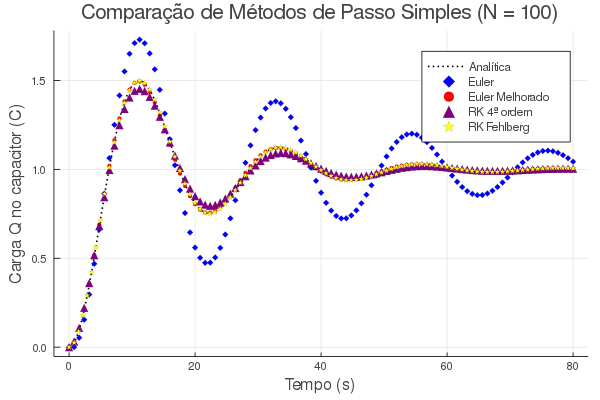 Comparação de Métodos de Passo Simples (N = 100)
Carga Q no capacitor (C)
1.5
1.0
0.5
0.0
Analítica
Euler
Euler Melhorado
RK 4ª ordem
RK Fehlberg
0
20
40
60
80
Tempo (s)